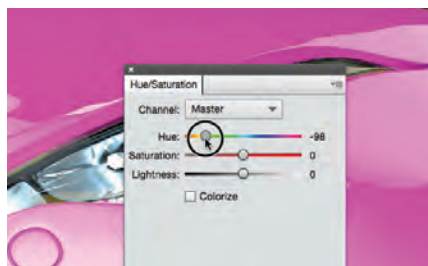 Hue/Saturation
Channel: Master
Hue: -98
Saturation: 0
Lightness: 0
Colorize